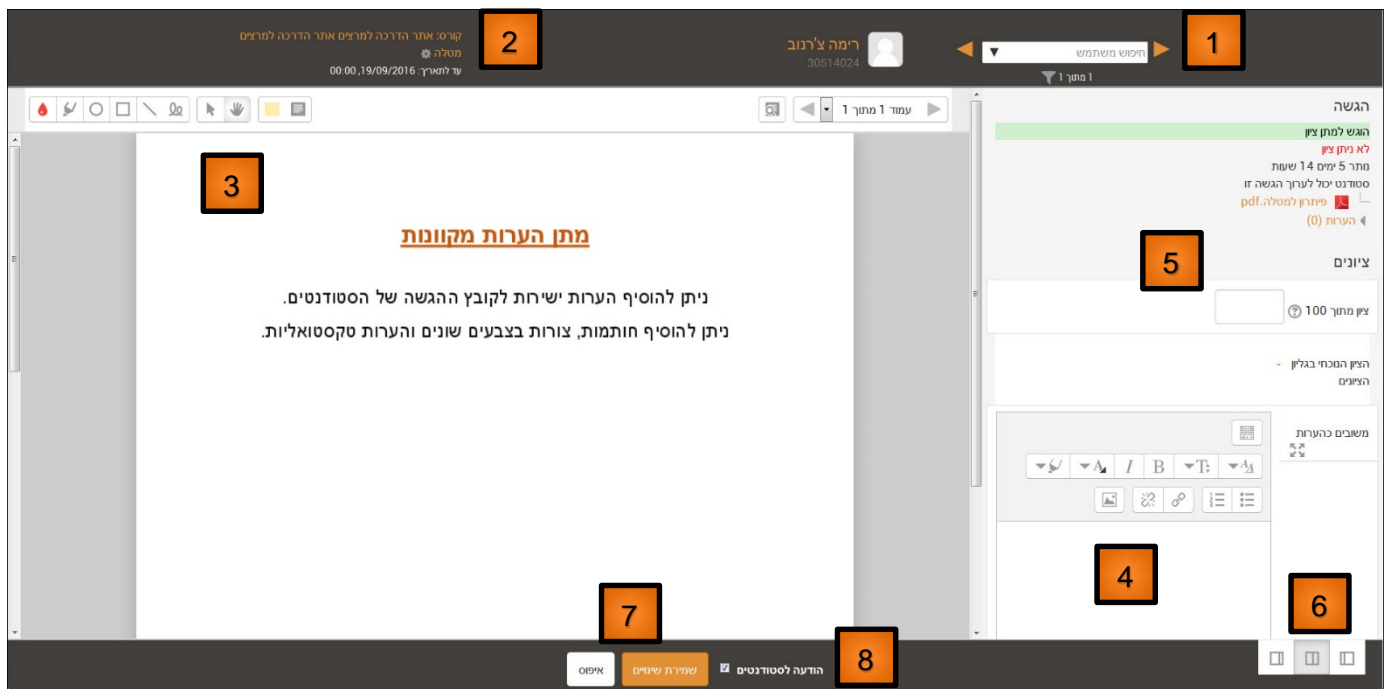 1
חיפוש משתמש
1 מתוך 1
רימה צ'רנוב
30514024
2
קורס: אתר הדרכה למרצים אתר הדרכה למרצים
מטלה
עד לתאריך: 19/09/2016, 00:00
הגשה
הוגש למתן ציון
לא ניתן ציון
נותר 5 ימים 14 שעות
סטודנט יכול לערוך הגשה זו
פיתרון למטלה.pdf
הערות (0)
5
ציונים
ציון מתוך 100
הציון הנוכחי בגליון
-
הציונים
משובים כהערות
4
6
עמוד 1 מתוך 1
3
מתן הערות מקוונות
ניתן להוסיף הערות ישירות לקובץ ההגשה של הסטודנטים.
ניתן להוסיף חותמות, צורות בצבעים שונים והערות טקסטואליות.
7
8
הודעה לסטודנטים
שמירת שינויים
איפוס